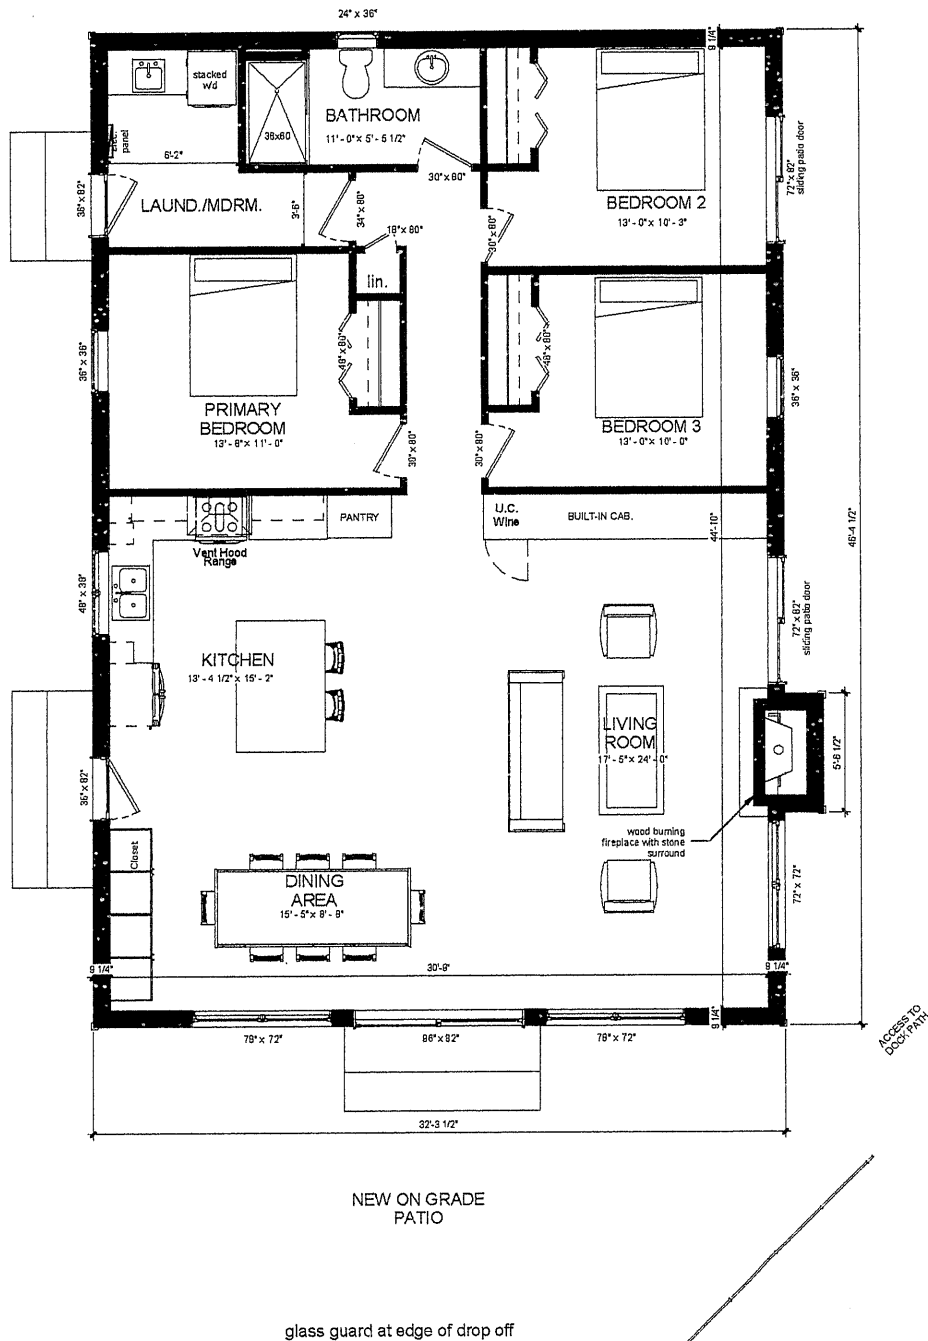 24" x 36"
9 1/4"
stacked
w/d
elec.
panel
36x60
BATHROOM
11' - 0" x 5' - 5 1/2"
6'-2"
30" x 80"
72" x 82"
sliding patio door
36" x 82"
LAUND./MDRM.
3'-6"
34" x 80"
18" x 80"
BEDROOM 2
13' - 0" x 10' - 3"
30" x 80"
lin.
36" x 36"
48" x 80"
48" x 80"
36" x 36"
PRIMARY
BEDROOM
13' - 8" x 11' - 0"
30" x 80"
30" x 80"
BEDROOM 3
13' - 0" x 10' - 0"
PANTRY
U.C.
Wine
BUILT-IN CAB.
44'-10"
46'-4 1/2"
Vent Hood
Range
48" x 39"
72" x 82"
sliding patio door
KITCHEN
13' - 4 1/2" x 15' - 2"
LIVING
ROOM
17' - 5" x 24' - 0"
5'-6 1/2"
36" x 82"
wood burning
fireplace with stone
surround
Closet
72" x 72"
DINING
AREA
15' - 5" x 8' - 8"
9 1/4"
30'-9"
9 1/4"
9 1/4"
78" x 72"
86" x 82"
78" x 72"
ACCESS TO
DOCK PATH
32'-3 1/2"
NEW ON GRADE
PATIO
glass guard at edge of drop off